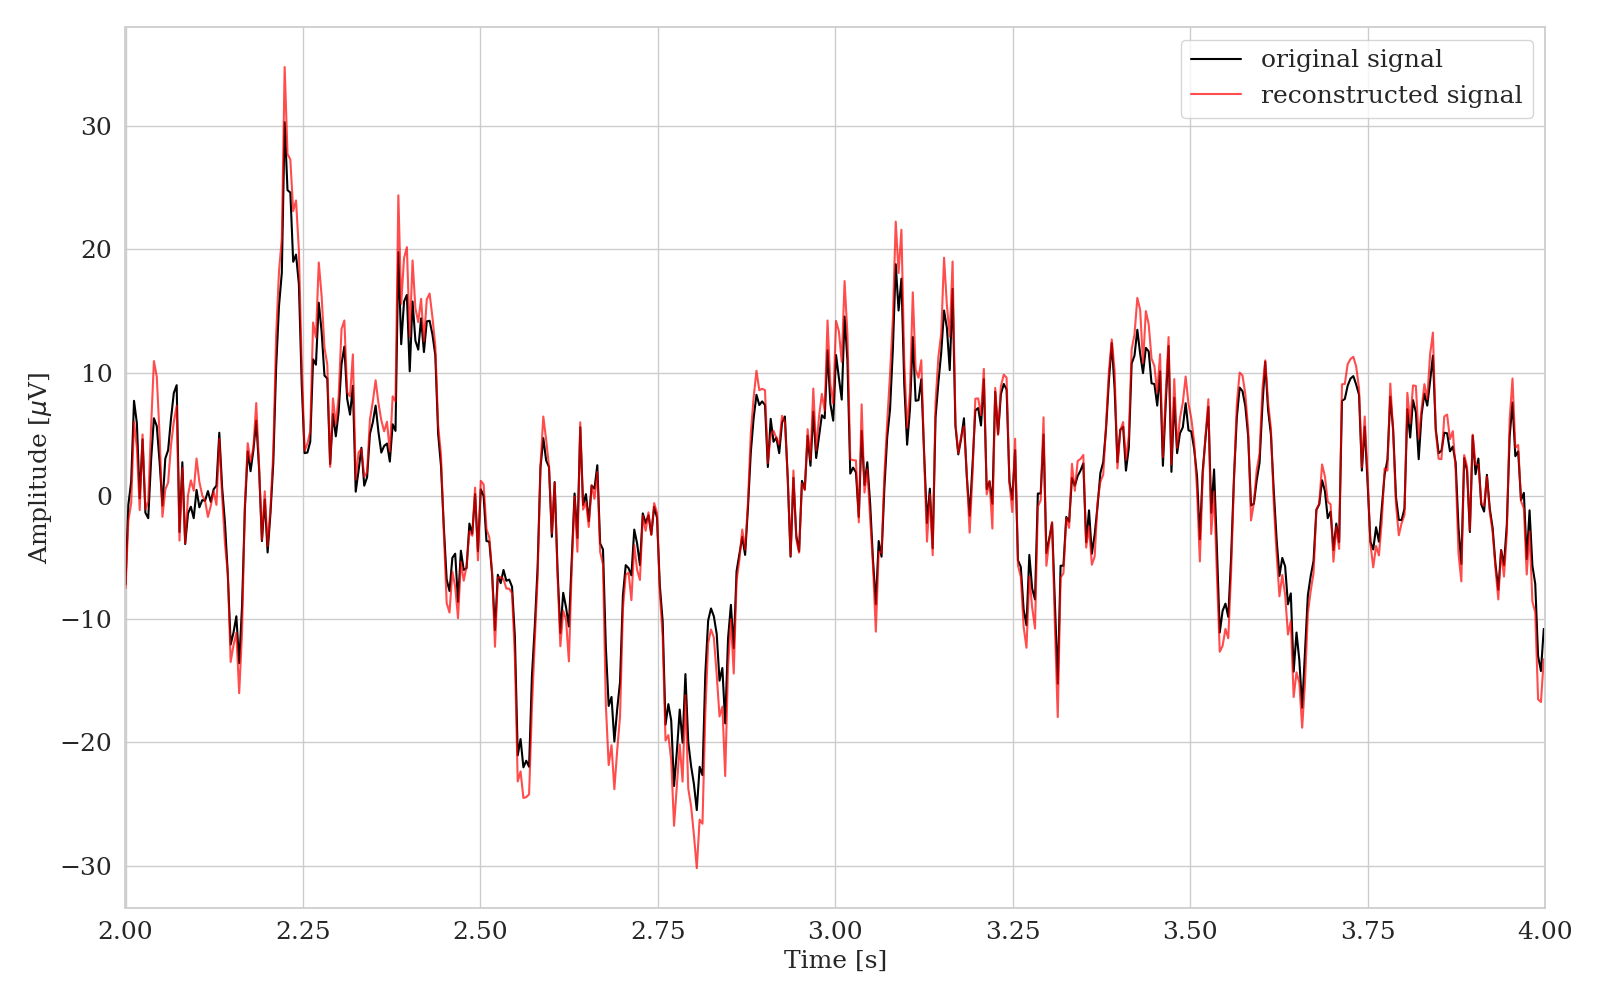 original signal
reconstructed signal
Amplitude [μV]
30
20
10
0
−10
−20
−30
2.00 2.25 2.50 2.75 3.00 3.25 3.50 3.75 4.00
Time [s]